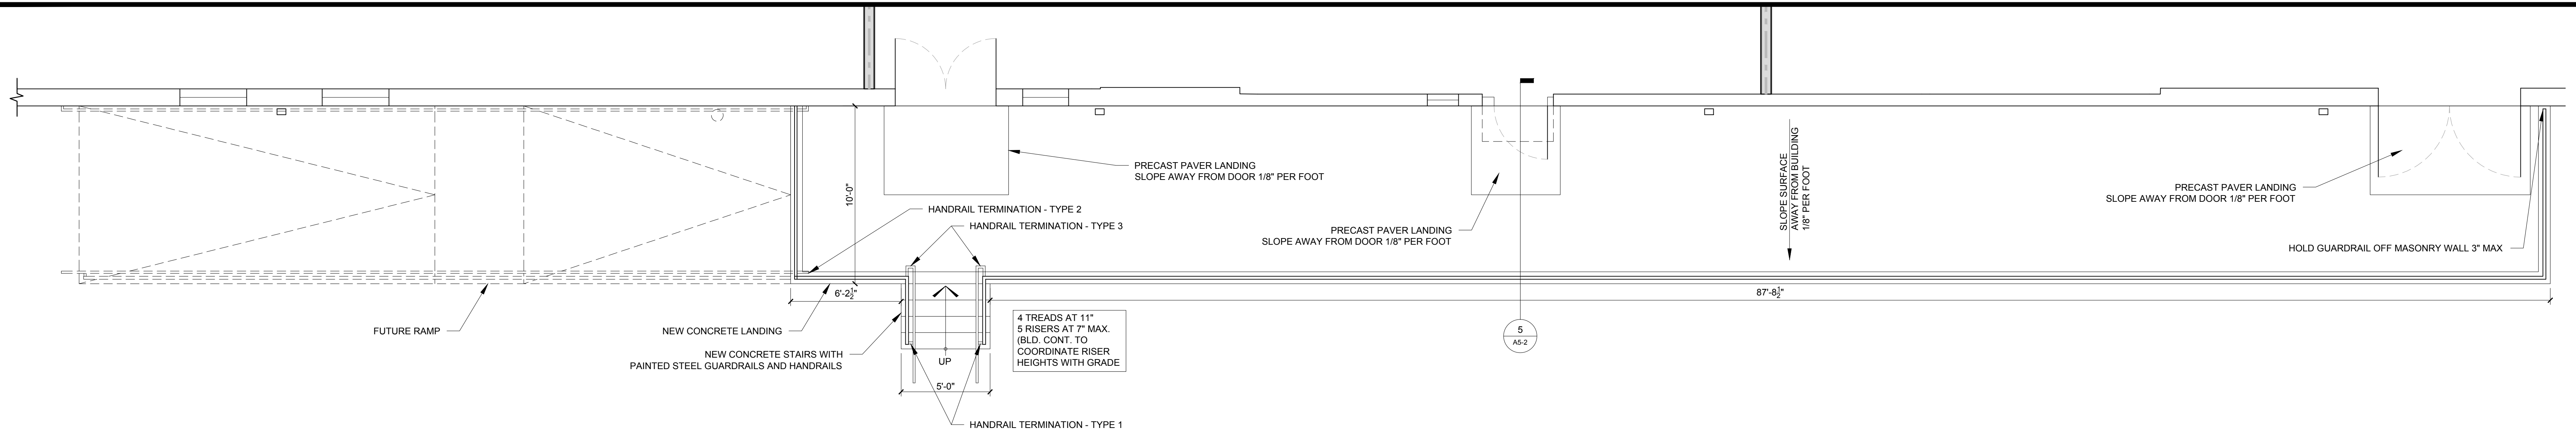 PRECAST PAVER LANDING
SLOPE AWAY FROM DOOR 1/8" PER FOOT
SLOPE SURFACE
AWAY FROM BUILDING
1/8" PER FOOT
PRECAST PAVER LANDING
SLOPE AWAY FROM DOOR 1/8" PER FOOT
10'-0"
HANDRAIL TERMINATION - TYPE 2
HANDRAIL TERMINATION - TYPE 3
PRECAST PAVER LANDING
SLOPE AWAY FROM DOOR 1/8" PER FOOT
HOLD GUARDRAIL OFF MASONRY WALL 3" MAX
6'-2½"
87'-8½"
FUTURE RAMP
NEW CONCRETE LANDING
4 TREADS AT 11"
5 RISERS AT 7" MAX.
(BLD. CONT. TO
COORDINATE RISER
HEIGHTS WITH GRADE
5
A5-2
NEW CONCRETE STAIRS WITH
PAINTED STEEL GUARDRAILS AND HANDRAILS
UP
5'-0"
HANDRAIL TERMINATION - TYPE 1